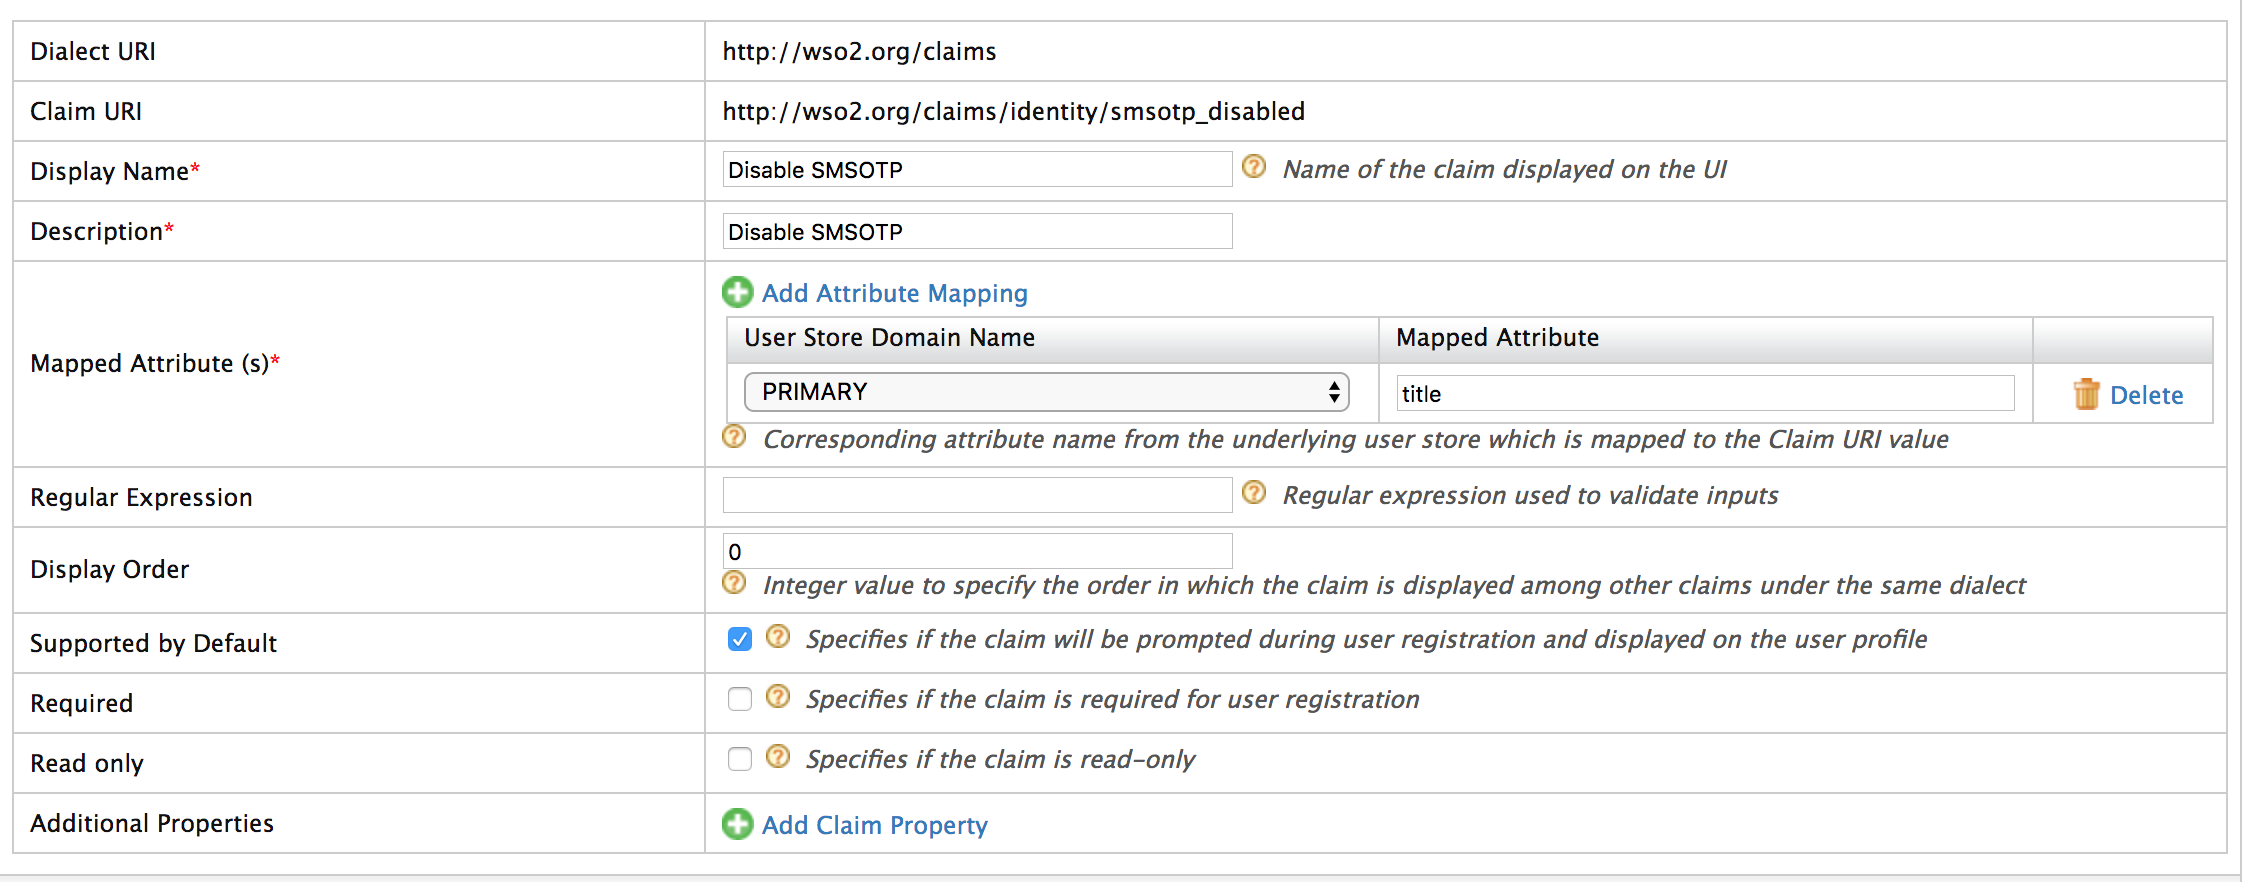 Dialect URI
http://wso2.org/claims
Claim URI
http://wso2.org/claims/identity/smsotp_disabled
Display Name*
Disable SMSOTP
Name of the claim displayed on the UI
Description*
Disable SMSOTP
Mapped Attribute (s)*
Add Attribute Mapping
User Store Domain Name
Mapped Attribute
PRIMARY
title
Delete
Corresponding attribute name from the underlying user store which is mapped to the Claim URI value
Regular Expression
Regular expression used to validate inputs
Display Order
0
Integer value to specify the order in which the claim is displayed among other claims under the same dialect
Supported by Default
Specifies if the claim will be prompted during user registration and displayed on the user profile
Required
Specifies if the claim is required for user registration
Read only
Specifies if the claim is read-only
Additional Properties
Add Claim Property